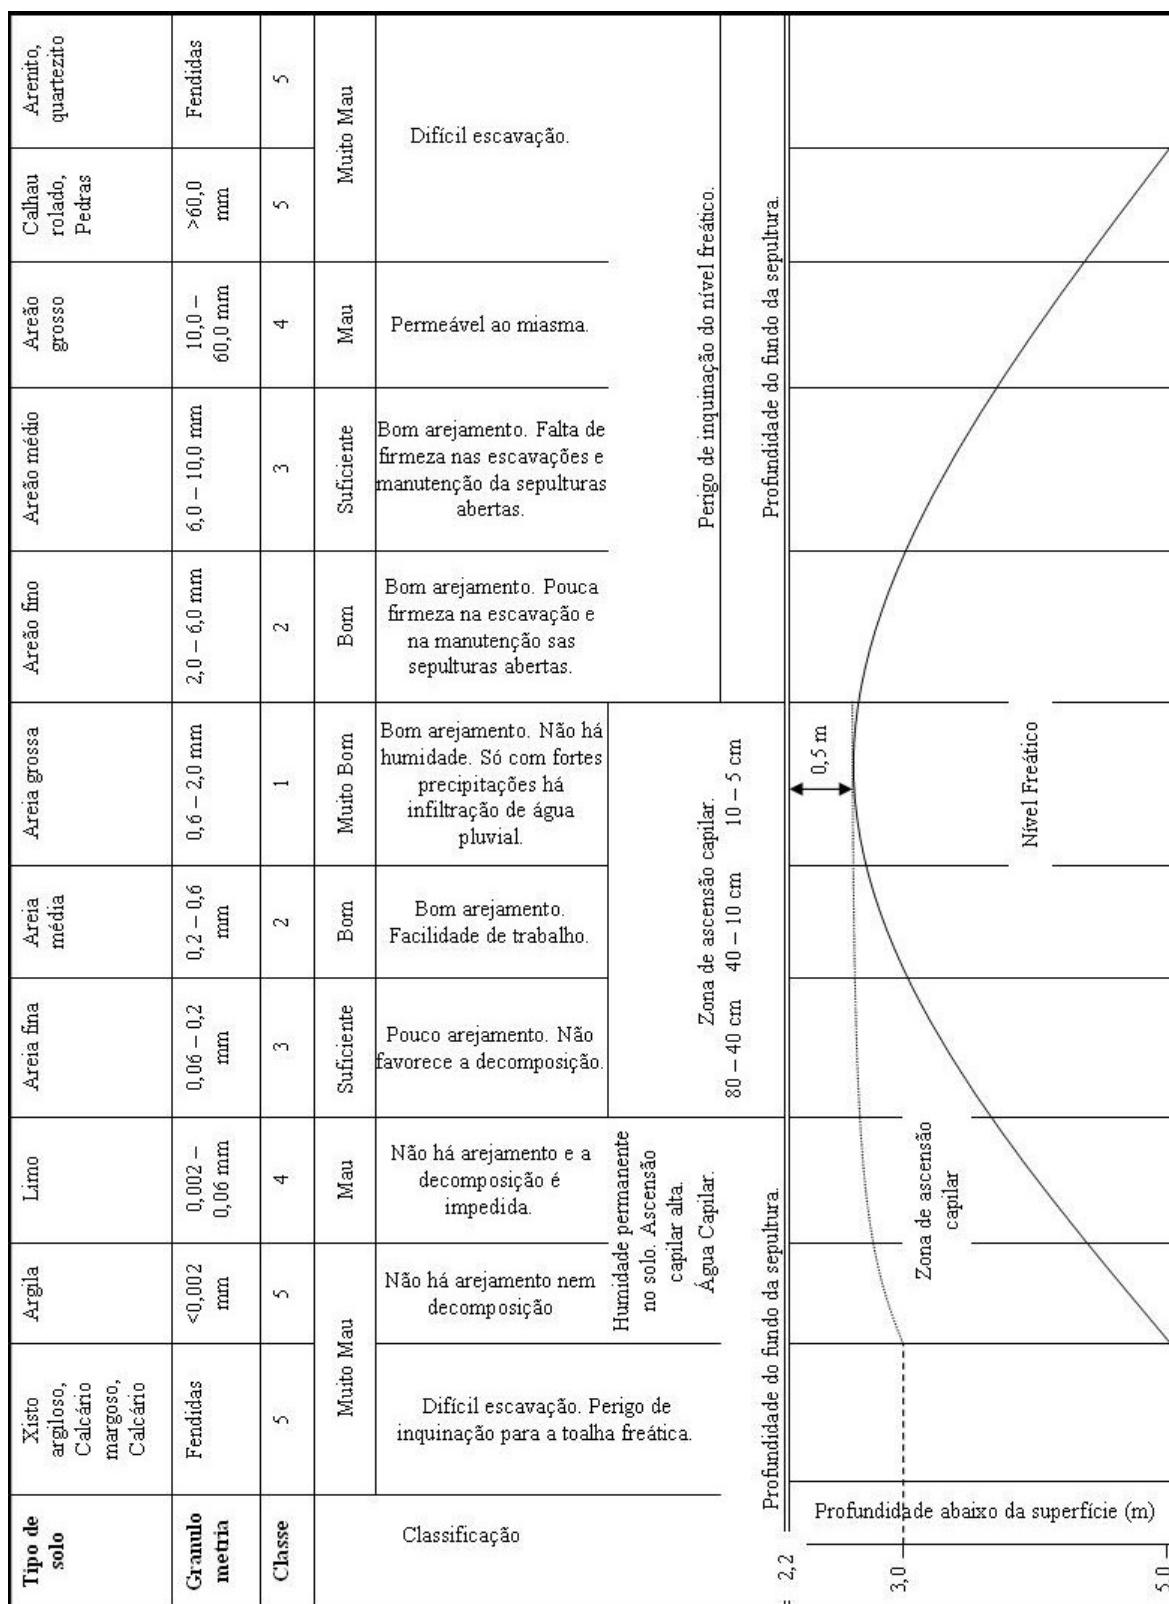 Tipo de
solo
Xisto
argiloso,
Calcário
margoso,
Calcário
Argila
Limo
Areia fina
Areia
média
Areia grossa
Areão fino
Areão médio
Areão
grosso
Calhau
rolado,
Pedras
Arenito,
quartezito
Granulo
metria
Fendidas
<0,002
mm
0,002 –
0,06 mm
0,06 – 0,2
mm
0,2 – 0,6
mm
0,6 – 2,0 mm
2,0 – 6,0 mm
6,0 – 10,0 mm
10,0 –
60,0 mm
>60,0
mm
Fendidas
Classe
5
5
4
3
2
1
2
3
4
5
5
Classificação
Muito Mau
Mau
Suficiente
Bom
Muito Bom
Bom
Suficiente
Mau
Muito Mau
Difícil escavação. Perigo de
inquinação para a toalha freática.
Não há arejamento nem
decomposição
Não há arejamento e a
decomposição é
impedida.
Pouco arejamento. Não
favorece a decomposição.
Bom arejamento.
Facilidade de trabalho.
Bom arejamento. Não há
humidade. Só com fortes
precipitações há
infiltração de água
pluvial.
Bom arejamento. Pouca
firmeza na escavação e
na manutenção sas
sepulturas abertas.
Bom arejamento. Falta de
firmeza nas escavações e
manutenção da sepulturas
abertas.
Permeável ao miasma.
Difícil escavação.
Humidade permanente
no solo. Ascensão
capilar alta.
Água Capilar.
Zona de ascensão capilar.
80 – 40 cm 40 – 10 cm 10 – 5 cm
Perigo de inquinação do nível freático.
Profundidade do fundo da sepultura.
Profundidade do fundo da sepultura.
= 2,2
0,5 m
Profundidade abaixo da superfície (m)
3,0
Zona de ascensão
capilar
Nível Freático
5,0